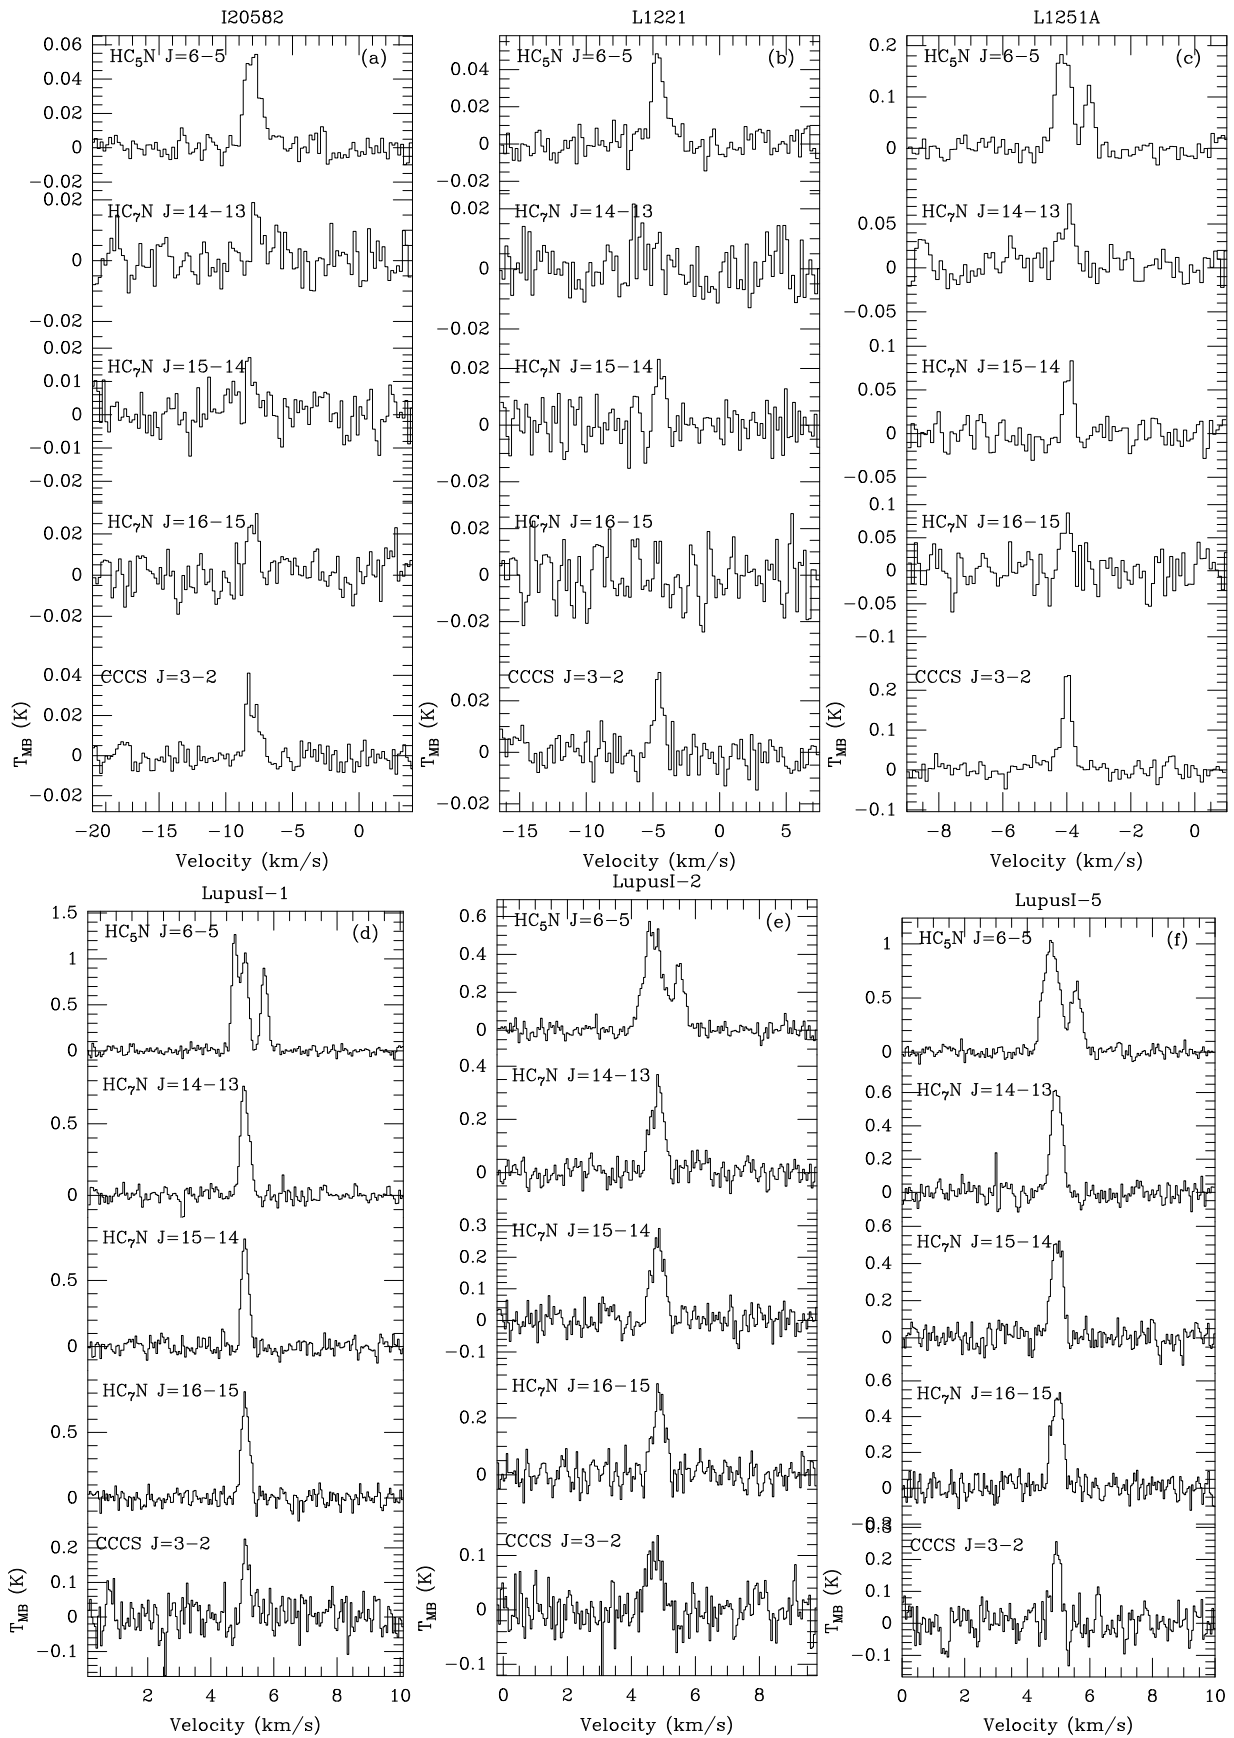 I20582
HC5N J=6−5 (a)
0.06
0.04
0.02
0
−0.02
0.02
HC7N J=14−13
0
−0.02
0.02
HC7N J=15−14
0.01
0
−0.01
−0.02
HC7N J=16−15
0.02
0
−0.02
0.04
CCCS J=3−2
0.02
0
−0.02
TMB (K)
−20 −15 −10 −5 0
Velocity (km/s)
L1221
HC5N J=6−5 (b)
0.04
0.02
0
−0.02
0.02
HC7N J=14−13
0
−0.02
HC7N J=15−14
0.02
0
−0.02
HC7N J=16−15
0.02
0
−0.02
CCCS J=3−2
0.02
0
−0.02
TMB (K)
−15 −10 −5 0 5
Velocity (km/s)
L1251A
0.2
HC5N J=6−5 (c)
0.1
0
HC7N J=14−13
0.05
0
−0.05
0.1
HC7N J=15−14
0.05
0
−0.05
0.1
HC7N J=16−15
0.05
0
−0.05
−0.1
CCCS J=3−2
0.2
0.1
0
−0.1
TMB (K)
−8 −6 −4 −2 0
Velocity (km/s)
LupusI−1
1.5
HC5N J=6−5 (d)
1
0.5
0
HC7N J=14−13
0.5
0
HC7N J=15−14
0.5
0
HC7N J=16−15
0.5
0
CCCS J=3−2
0.2
0.1
0
−0.1
TMB (K)
2 4 6 8 10
Velocity (km/s)
LupusI−2
0.6
HC5N J=6−5 (e)
0.4
0.2
0
0.4
HC7N J=14−13
0.2
0
0.3
HC7N J=15−14
0.2
0.1
0
−0.1
HC7N J=16−15
0.2
0
CCCS J=3−2
0.1
0
−0.1
TMB (K)
0 2 4 6 8
Velocity (km/s)
LupusI−5
HC5N J=6−5 (f)
1
0.5
0
0.6
HC7N J=14−13
0.4
0.2
0
0.6
HC7N J=15−14
0.4
0.2
0
0.6
HC7N J=16−15
0.4
0.2
0
CCCS J=3−2
0.2
0.1
0
−0.1
TMB (K)
0 2 4 6 8 10
Velocity (km/s)